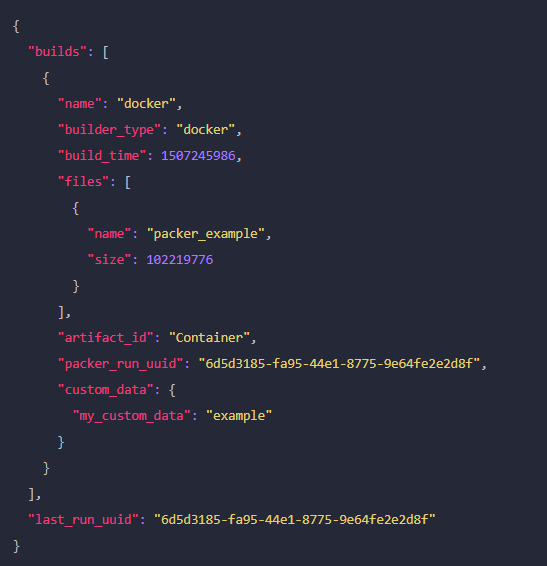 {
  "builds": [
    {
      "name": "docker",
      "builder_type": "docker",
      "build_time": 1507245986,
      "files": [
        {
          "name": "packer_example",
          "size": 102219776
        }
      ],
      "artifact_id": "Container",
      "packer_run_uuid": "6d5d3185-fa95-44e1-8775-9e64fe2e2d8f",
      "custom_data": {
        "my_custom_data": "example"
      }
    }
  ],
  "last_run_uuid": "6d5d3185-fa95-44e1-8775-9e64fe2e2d8f"
}